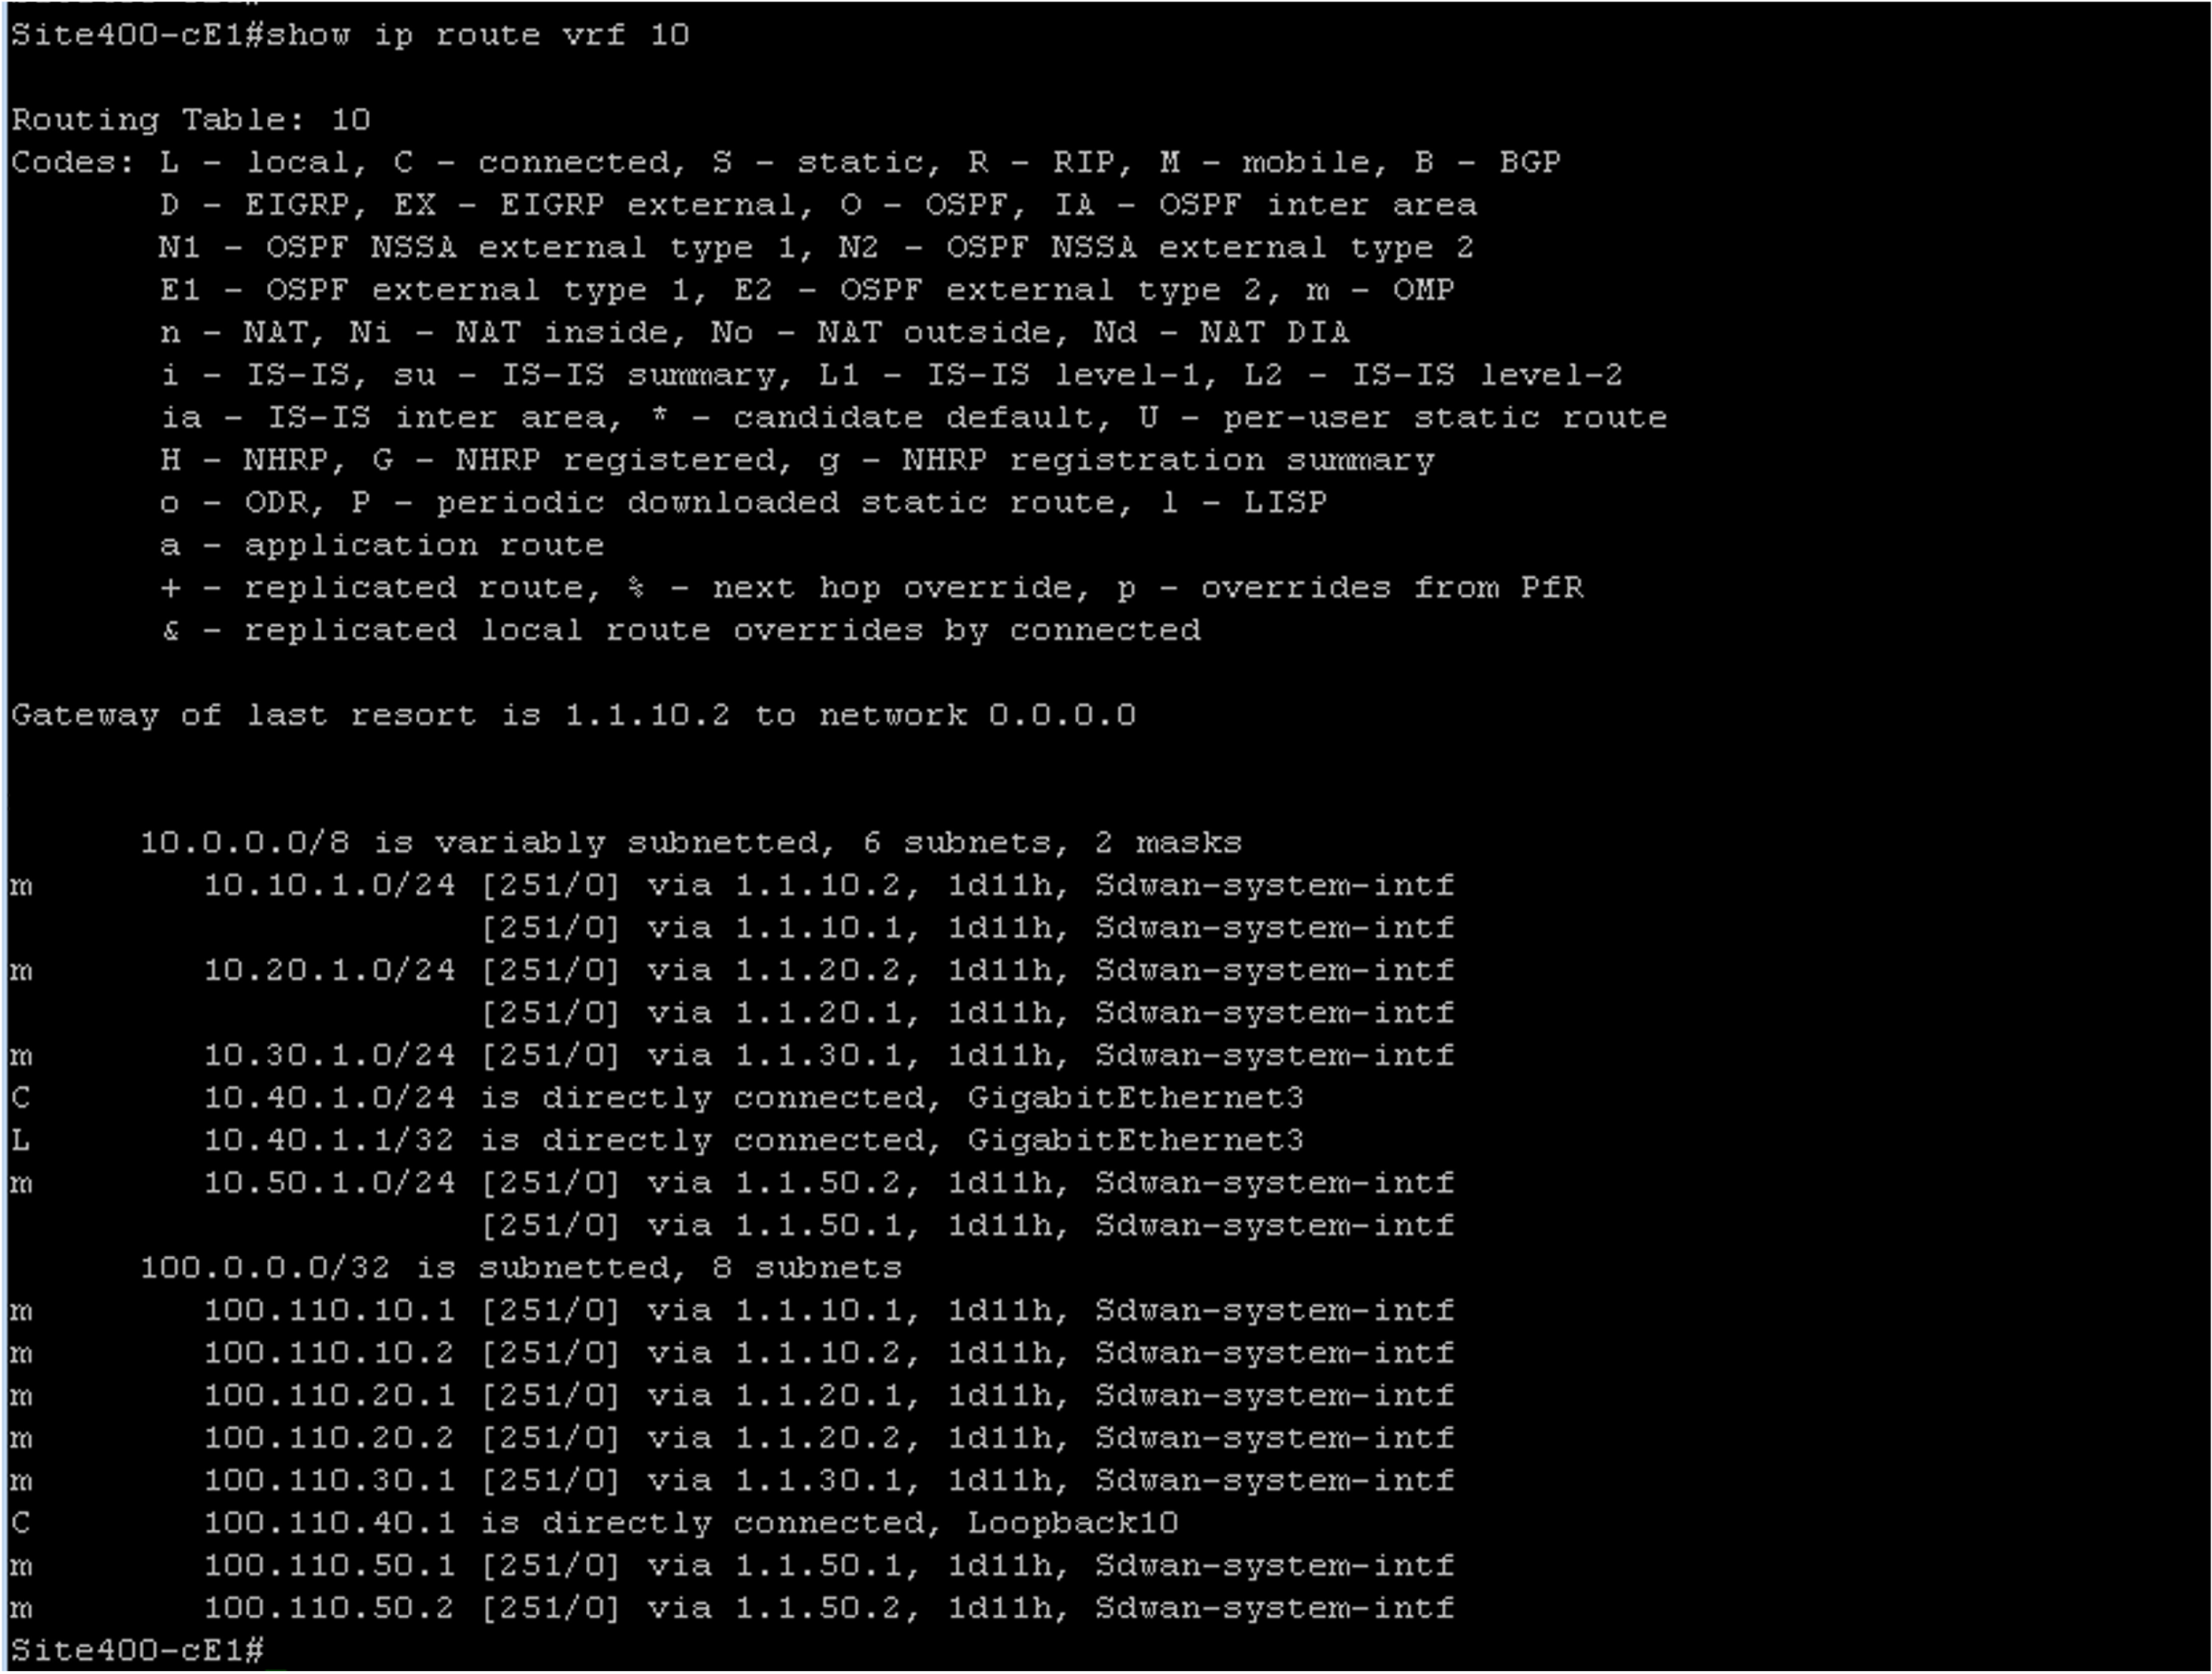 Site400-cE1#show ip route vrf 10
Routing Table: 10
Codes: L - local, C - connected, S - static, R - RIP, M - mobile, B - BGP
D - EIGRP, EX - EIGRP external, O - OSPF, IA - OSPF inter area
N1 - OSPF NSSA external type 1, N2 - OSPF NSSA external type 2
E1 - OSPF external type 1, E2 - OSPF external type 2, m - OMP
n - NAT, Ni - NAT inside, No - NAT outside, Nd - NAT DIA
i - IS-IS, su - IS-IS summary, L1 - IS-IS level-1, L2 - IS-IS level-2
ia - IS-IS inter area, * - candidate default, U - per-user static route
H - NHRP, G - NHRP registered, g - NHRP registration summary
o - ODR, P - periodic downloaded static route, l - LISP
a - application route
+ - replicated route, % - next hop override, p - overrides from PfR
& - replicated local route overrides by connected
Gateway of last resort is 1.1.10.2 to network 0.0.0.0
10.0.0.0/8 is variably subnetted, 6 subnets, 2 masks
m 10.10.1.0/24 [251/0] via 1.1.10.2, 1d11h, Sdwan-system-intf
[251/0] via 1.1.10.1, 1d11h, Sdwan-system-intf
m 10.20.1.0/24 [251/0] via 1.1.20.2, 1d11h, Sdwan-system-intf
[251/0] via 1.1.20.1, 1d11h, Sdwan-system-intf
m 10.30.1.0/24 [251/0] via 1.1.30.1, 1d11h, Sdwan-system-intf
C 10.40.1.0/24 is directly connected, GigabitEthernet3
L 10.40.1.1/32 is directly connected, GigabitEthernet3
m 10.50.1.0/24 [251/0] via 1.1.50.2, 1d11h, Sdwan-system-intf
[251/0] via 1.1.50.1, 1d11h, Sdwan-system-intf
100.0.0.0/32 is subnetted, 8 subnets
m 100.110.10.1 [251/0] via 1.1.10.1, 1d11h, Sdwan-system-intf
m 100.110.10.2 [251/0] via 1.1.10.2, 1d11h, Sdwan-system-intf
m 100.110.20.1 [251/0] via 1.1.20.1, 1d11h, Sdwan-system-intf
m 100.110.20.2 [251/0] via 1.1.20.2, 1d11h, Sdwan-system-intf
m 100.110.30.1 [251/0] via 1.1.30.1, 1d11h, Sdwan-system-intf
C 100.110.40.1 is directly connected, Loopback10
m 100.110.50.1 [251/0] via 1.1.50.1, 1d11h, Sdwan-system-intf
m 100.110.50.2 [251/0] via 1.1.50.2, 1d11h, Sdwan-system-intf
Site400-cE1#